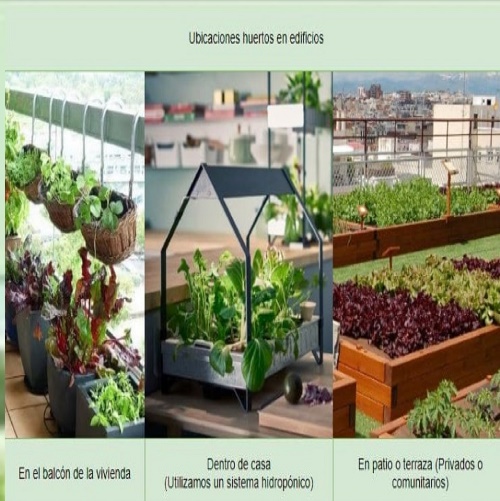 Ubicaciones huertos en edificios
En el balcón de la vivienda
Dentro de casa
(Utilizamos un sistema hidropónico)
En patio o terraza (Privados o
comunitarios)